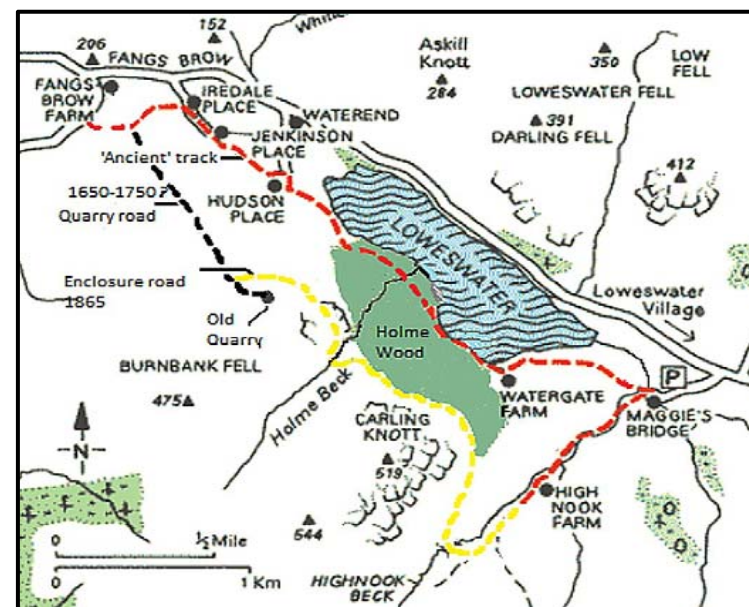 152
206
FANGS BROW
FANGS
BROW
FARM
IREDALE
PLACE
WATEREND
JENKINSON
PLACE
'Ancient' track
HUDSON
PLACE
1650-1750 ?
Quarry road
Enclosure road
1865
Old
Quarry
BURNBANK FELL
475
Holme Beck
Holme
Wood
LOWESWATER
Askill
Knott
284
350
LOW
FELL
LOWESWATER FELL
391
DARLING FELL
412
Loweswater
Village
P
WATERGATE
FARM
MAGGIE'S
BRIDGE
CARLING
KNOTT
519
544
HIGH
NOOK
FARM
HIGHNOOK
BECK
N
0
½ Mile
0
1 Km